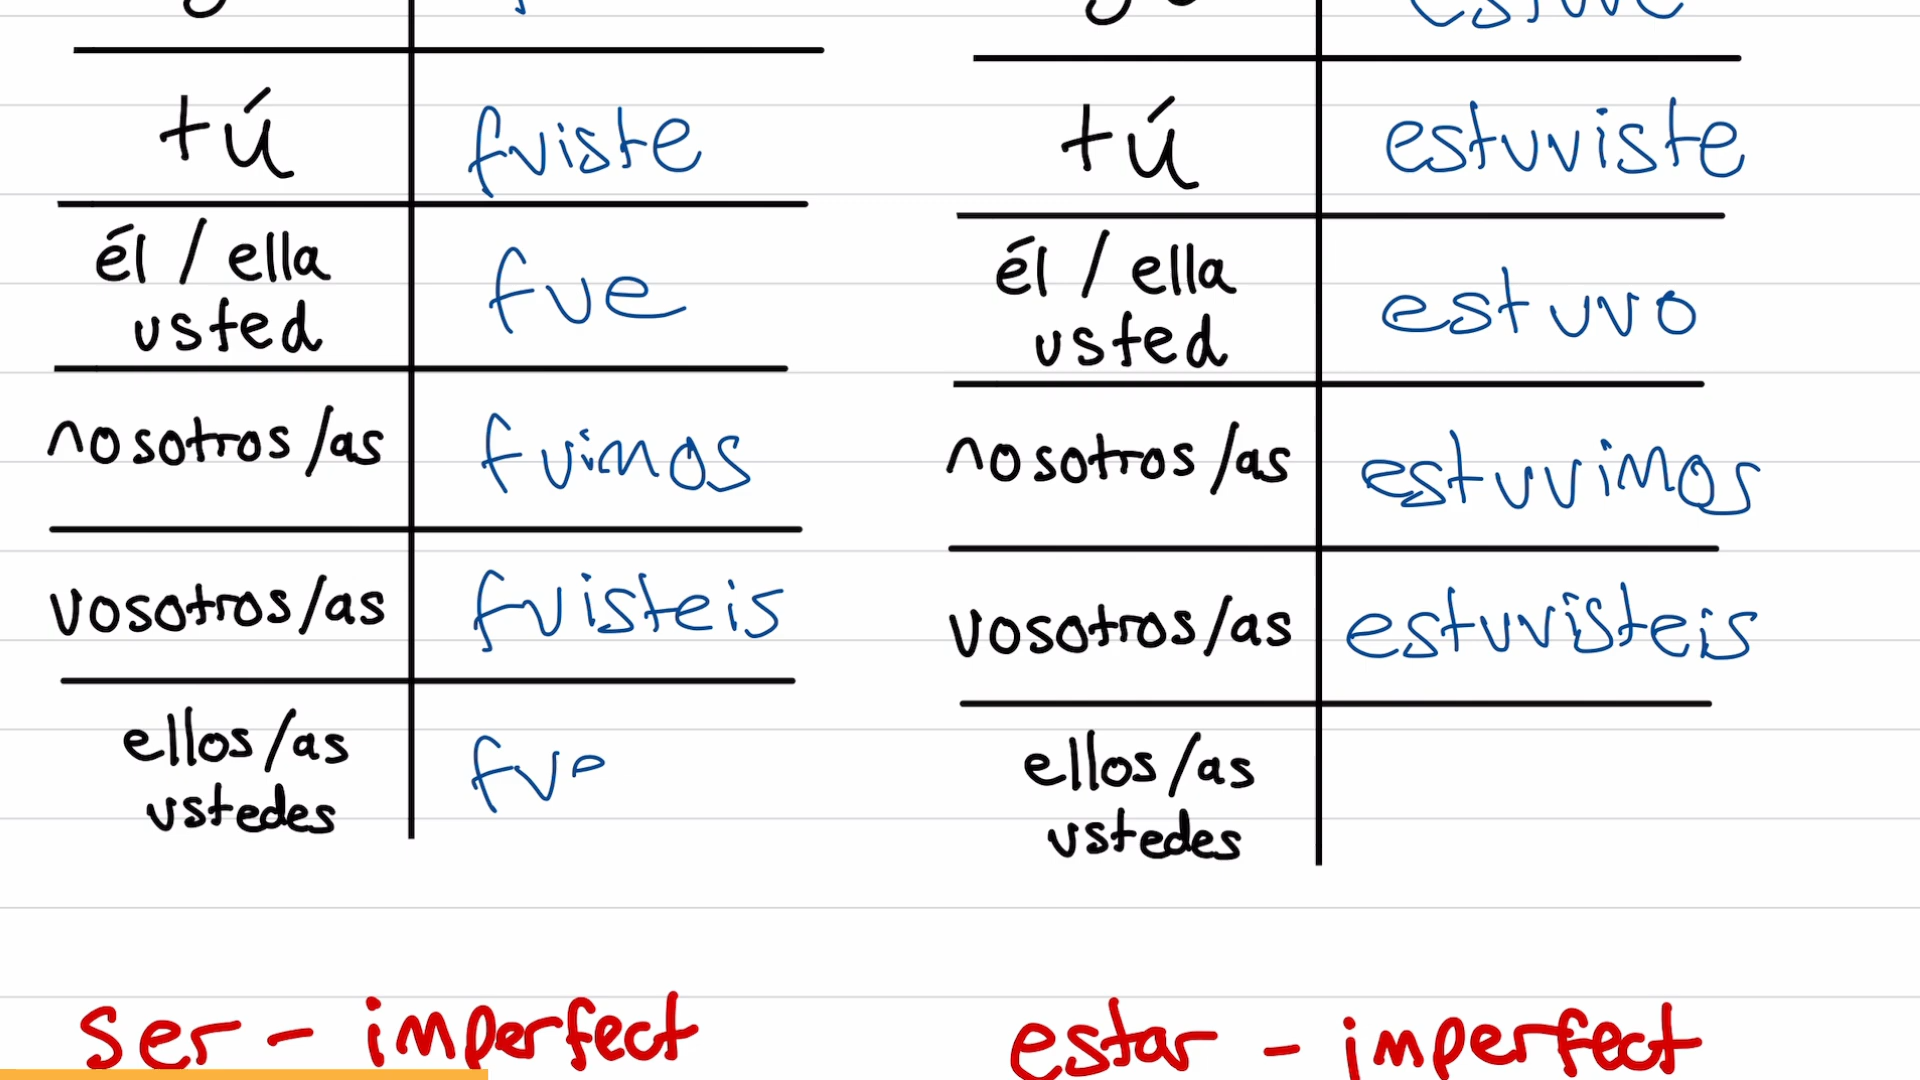 tú fuiste tú estuviste
él / ella
usted fue él / ella
usted estuvo
nosotros /as fuimos nosotros /as estuvimos
vosotros /as fuisteis vosotros /as estuvisteis
ellos /as
ustedes fue ellos /as
ustedes
ser - imperfect estar - imperfect